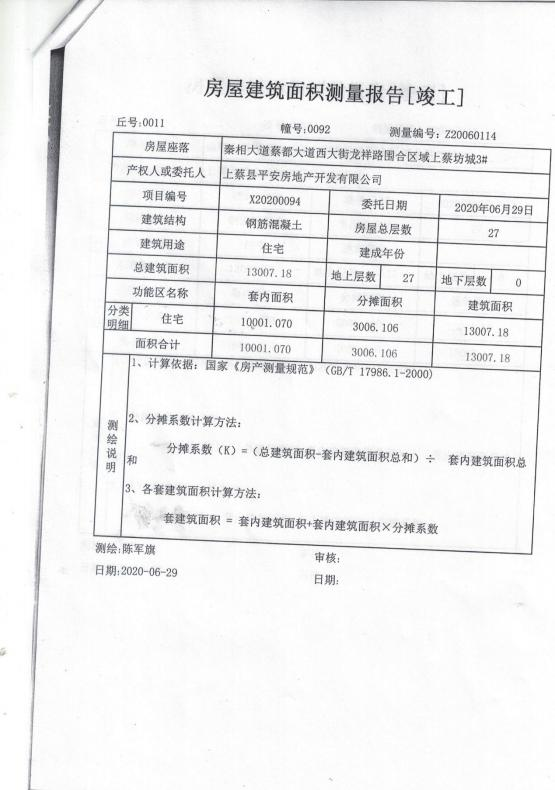 房屋建筑面积测量报告[竣工]
丘号:0011 幢号:0092 测量编号: Z20060114
房屋座落 秦相大道蔡都大道西大街龙祥路围合区域上蔡坊城3#
产权人或委托人 上蔡县平安房地产开发有限公司
项目编号 X20200094 委托日期 2020年06月29日
建筑结构 钢筋混凝土 房屋总层数 27
建筑用途 住宅 建成年份
总建筑面积 13007.18 地上层数 27 地下层数 0
功能区名称 套内面积 分摊面积 建筑面积
分类明细 住宅 10001.070 3006.106 13007.18
面积合计 10001.070 3006.106 13007.18
测绘说明
1、计算依据: 国家《房产测量规范》（GB/T 17986.1-2000)
2、分摊系数计算方法:
分摊系数（K）=(总建筑面积-套内建筑面积总和）÷ 套内建筑面积总
和
3、各套建筑面积计算方法:
套建筑面积 = 套内建筑面积+套内建筑面积×分摊系数
测绘:陈军旗 审核:
日期:2020-06-29 日期: